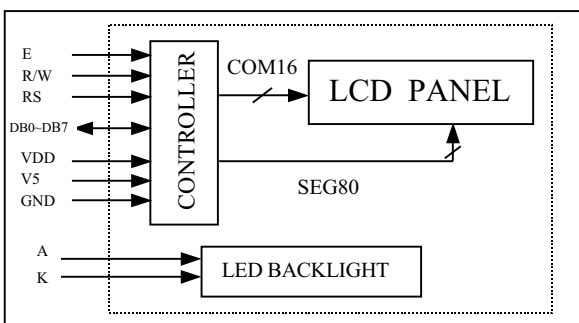 E
R/W
RS
DB0~DB7
VDD
V5
GND
A
K
CONTROLLER
COM16
SEG80
LCD PANEL
LED BACKLIGHT